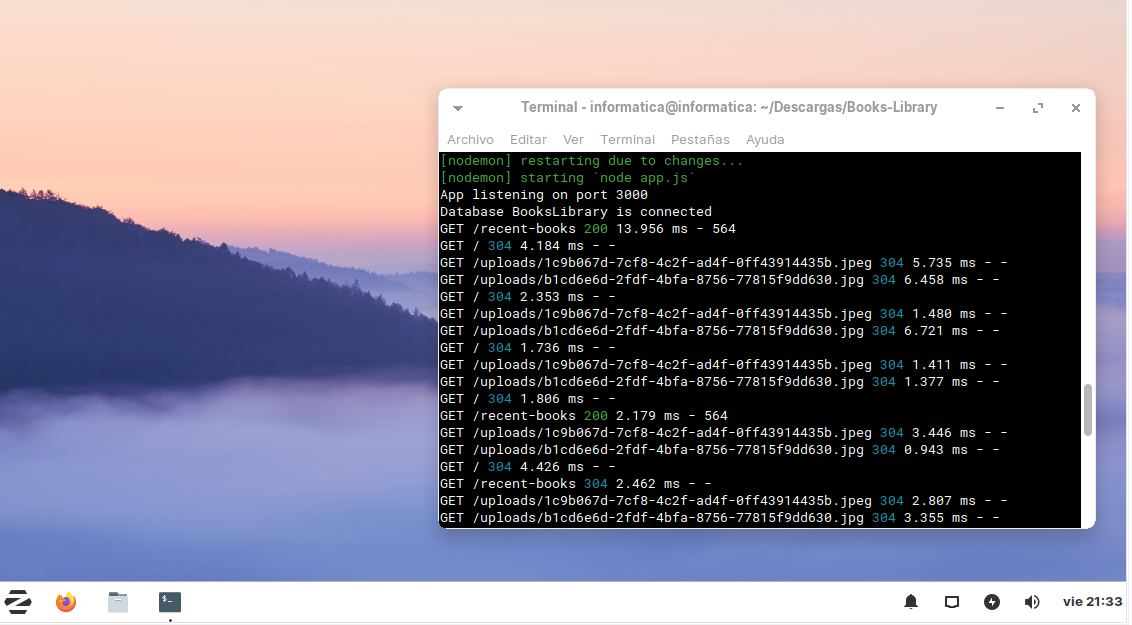 Terminal - informatica@informatica: ~/Descargas/Books-Library
Archivo Editar Ver Terminal Pestañas Ayuda
[nodemon] restarting due to changes...
[nodemon] starting `node app.js`
App listening on port 3000
Database BooksLibrary is connected
GET /recent-books 200 13.956 ms - 564
GET / 304 4.184 ms - -
GET /uploads/1c9b067d-7cf8-4c2f-ad4f-0ff43914435b.jpeg 304 5.735 ms - -
GET /uploads/b1cd6e6d-2fdf-4bfa-8756-77815f9dd630.jpg 304 6.458 ms - -
GET / 304 2.353 ms - -
GET /uploads/1c9b067d-7cf8-4c2f-ad4f-0ff43914435b.jpeg 304 1.480 ms - -
GET /uploads/b1cd6e6d-2fdf-4bfa-8756-77815f9dd630.jpg 304 6.721 ms - -
GET / 304 1.736 ms - -
GET /uploads/1c9b067d-7cf8-4c2f-ad4f-0ff43914435b.jpeg 304 1.411 ms - -
GET /uploads/b1cd6e6d-2fdf-4bfa-8756-77815f9dd630.jpg 304 1.377 ms - -
GET / 304 1.806 ms - -
GET /recent-books 200 2.179 ms - 564
GET /uploads/1c9b067d-7cf8-4c2f-ad4f-0ff43914435b.jpeg 304 3.446 ms - -
GET /uploads/b1cd6e6d-2fdf-4bfa-8756-77815f9dd630.jpg 304 0.943 ms - -
GET / 304 4.426 ms - -
GET /recent-books 304 2.462 ms - -
GET /uploads/1c9b067d-7cf8-4c2f-ad4f-0ff43914435b.jpeg 304 2.807 ms - -
GET /uploads/b1cd6e6d-2fdf-4bfa-8756-77815f9dd630.jpg 304 3.355 ms - -
$-
vie 21:33